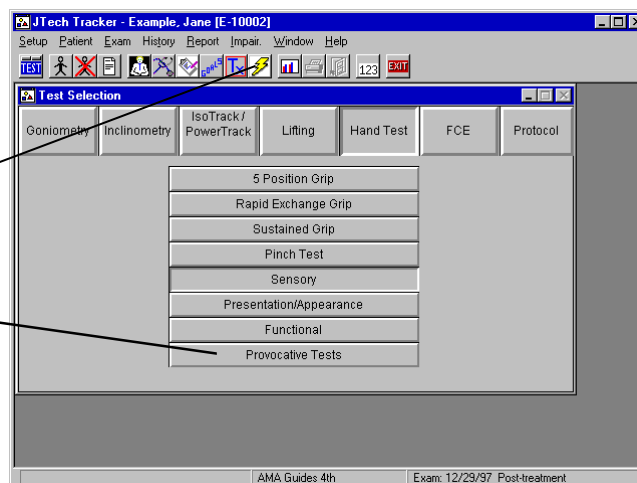 JTech Tracker - Example, Jane [E-10002]
Setup Patient Exam History Report Impair. Window Help
TEST GOALS Tx 123 EXIT
Test Selection
Goniometry Inclinometry IsoTrack / PowerTrack Lifting Hand Test FCE Protocol
5 Position Grip
Rapid Exchange Grip
Sustained Grip
Pinch Test
Sensory
Presentation/Appearance
Functional
Provocative Tests
AMA Guides 4th Exam: 12/29/97 Post-treatment